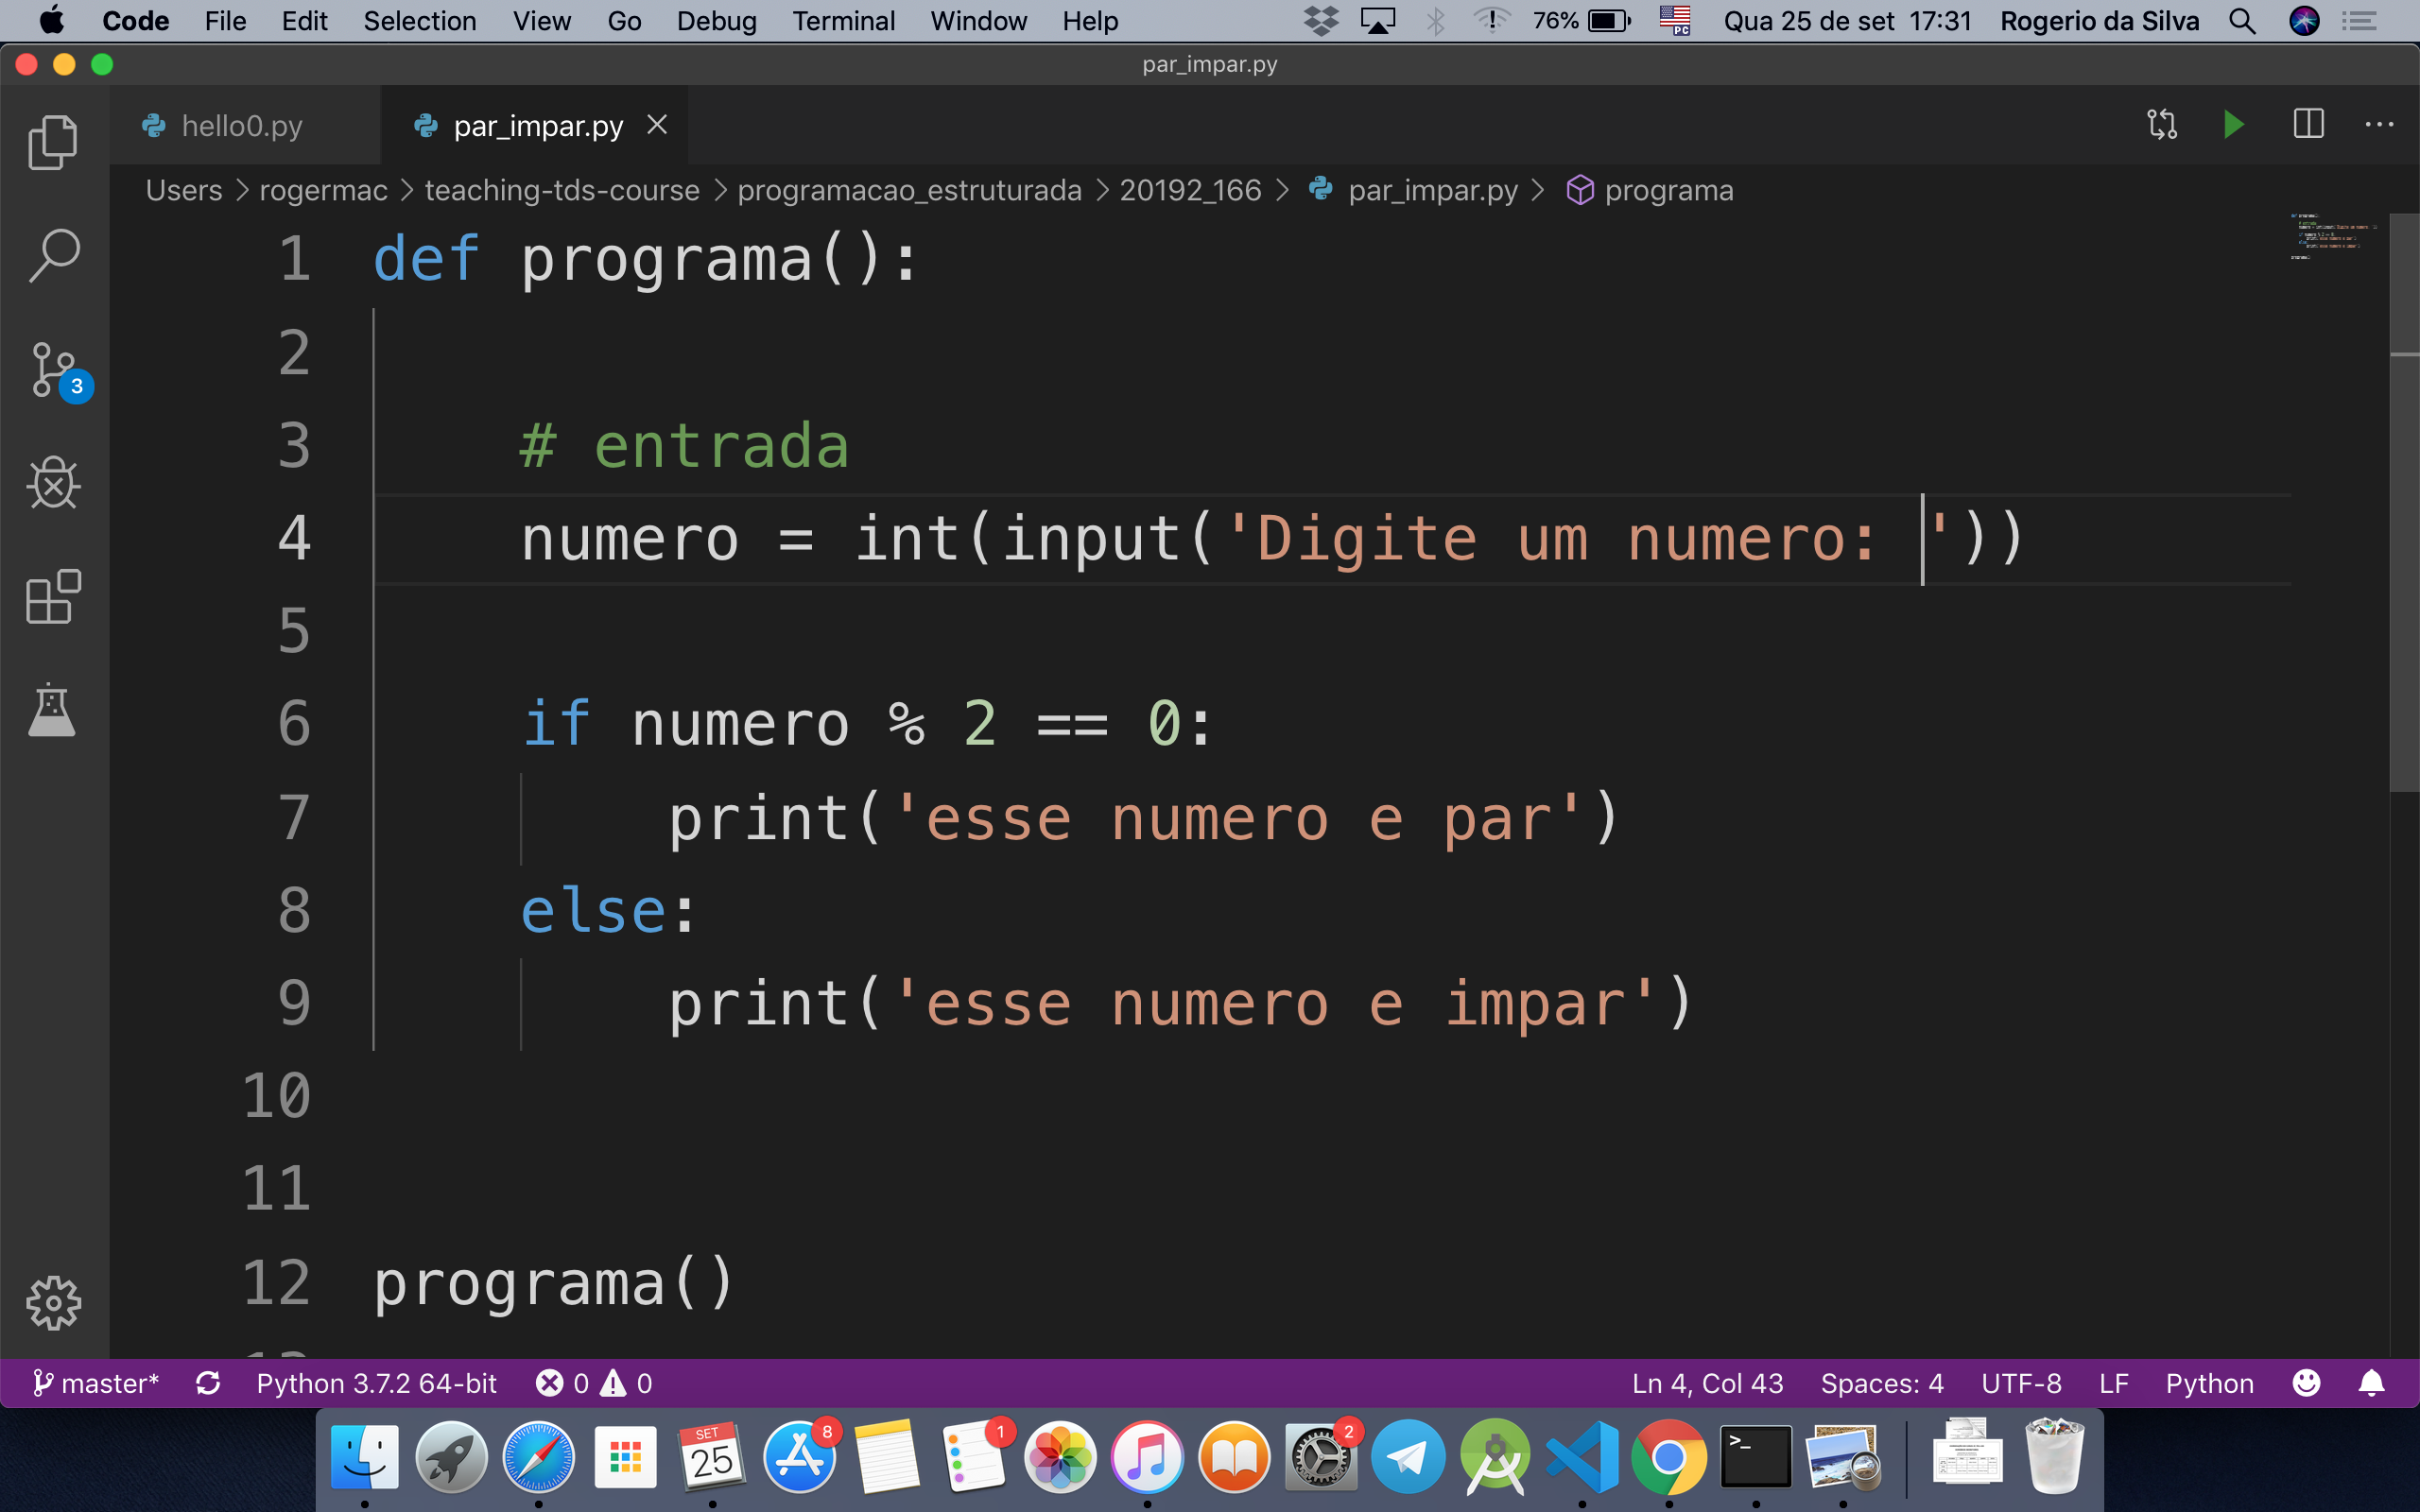 Code File Edit Selection View Go Debug Terminal Window Help 76% PC Qua 25 de set 17:31 Rogerio da Silva
par_impar.py
hello0.py par_impar.py
Users > rogermac > teaching-tds-course > programacao_estruturada > 20192_166 > par_impar.py > programa
1 def programa():
2
3 # entrada
3
4 numero = int(input('Digite um numero: '))
5
6 if numero % 2 == 0:
7 print('esse numero e par')
8 else:
9 print('esse numero e impar')
10
11
12 programa()
master* Python 3.7.2 64-bit 0 0 Ln 4, Col 43 Spaces: 4 UTF-8 LF Python
SET
25
8
1
2
>_